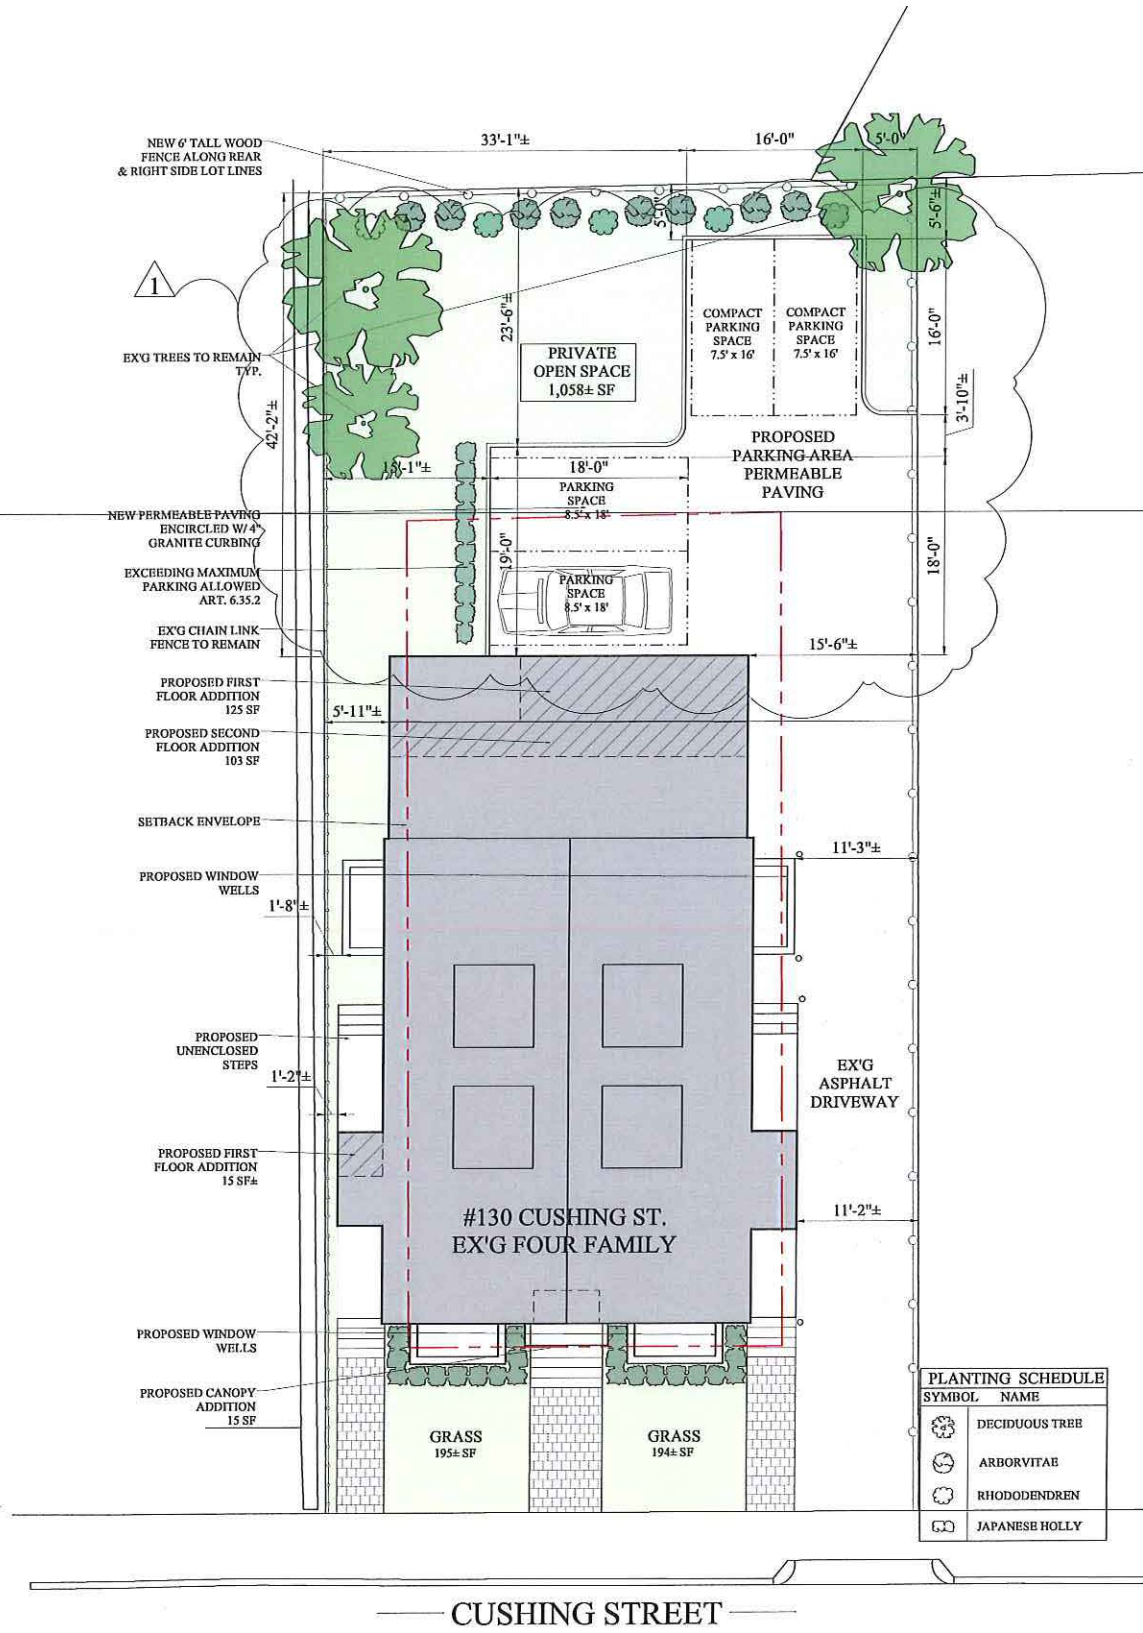 33'-1"±
16'-0"
5'-0"
NEW 6' TALL WOOD
FENCE ALONG REAR
& RIGHT SIDE LOT LINES
5'-0"
5'-6"±
1
23'-6"±
COMPACT
PARKING
SPACE
7.5' x 16'
COMPACT
PARKING
SPACE
7.5' x 16'
16'-0"
EX'G TREES TO REMAIN
TYP.
PRIVATE
OPEN SPACE
1,058± SF
42'-2"±
3'-10"±
PROPOSED
PARKING AREA
PERMEABLE
PAVING
15'-1"±
18'-0"
PARKING
SPACE
8.5' x 18'
NEW PERMEABLE PAVING
ENCIRCLED W/ 4"
GRANITE CURBING
19'-0"
18'-0"
EXCEEDING MAXIMUM
PARKING ALLOWED
ART. 6.35.2
PARKING
SPACE
8.5' x 18'
EX'G CHAIN LINK
FENCE TO REMAIN
15'-6"±
PROPOSED FIRST
FLOOR ADDITION
125 SF
5'-11"±
PROPOSED SECOND
FLOOR ADDITION
103 SF
SETBACK ENVELOPE
11'-3"±
PROPOSED WINDOW
WELLS
1'-8"±
PROPOSED
UNENCLOSED
STEPS
1'-2"±
EX'G
ASPHALT
DRIVEWAY
PROPOSED FIRST
FLOOR ADDITION
15 SF±
11'-2"±
#130 CUSHING ST.
EX'G FOUR FAMILY
PROPOSED WINDOW
WELLS
PROPOSED CANOPY
ADDITION
15 SF
GRASS
195± SF
GRASS
194± SF
PLANTING SCHEDULE
SYMBOL NAME
DECIDUOUS TREE
ARBORVITAE
RHODODENDREN
JAPANESE HOLLY
CUSHING STREET